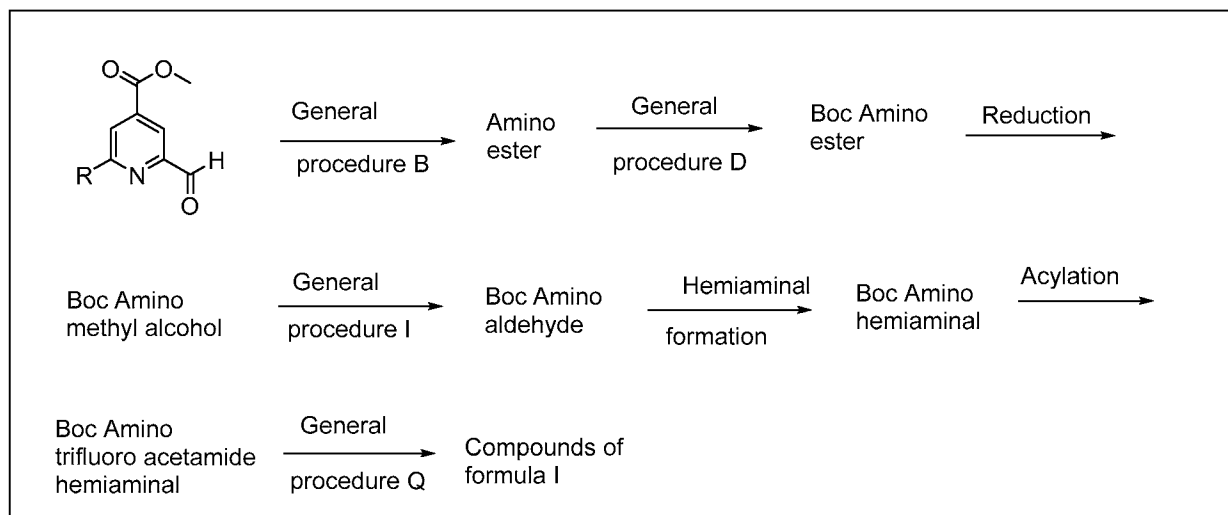 O
O
R
N
H
O
General
procedure B
Amino
ester
General
procedure D
Boc Amino
ester
Reduction
Boc Amino
methyl alcohol
General
procedure I
Boc Amino
aldehyde
Hemiaminal
formation
Boc Amino
hemiaminal
Acylation
Boc Amino
trifluoro acetamide
hemiaminal
General
procedure Q
Compounds of
formula I